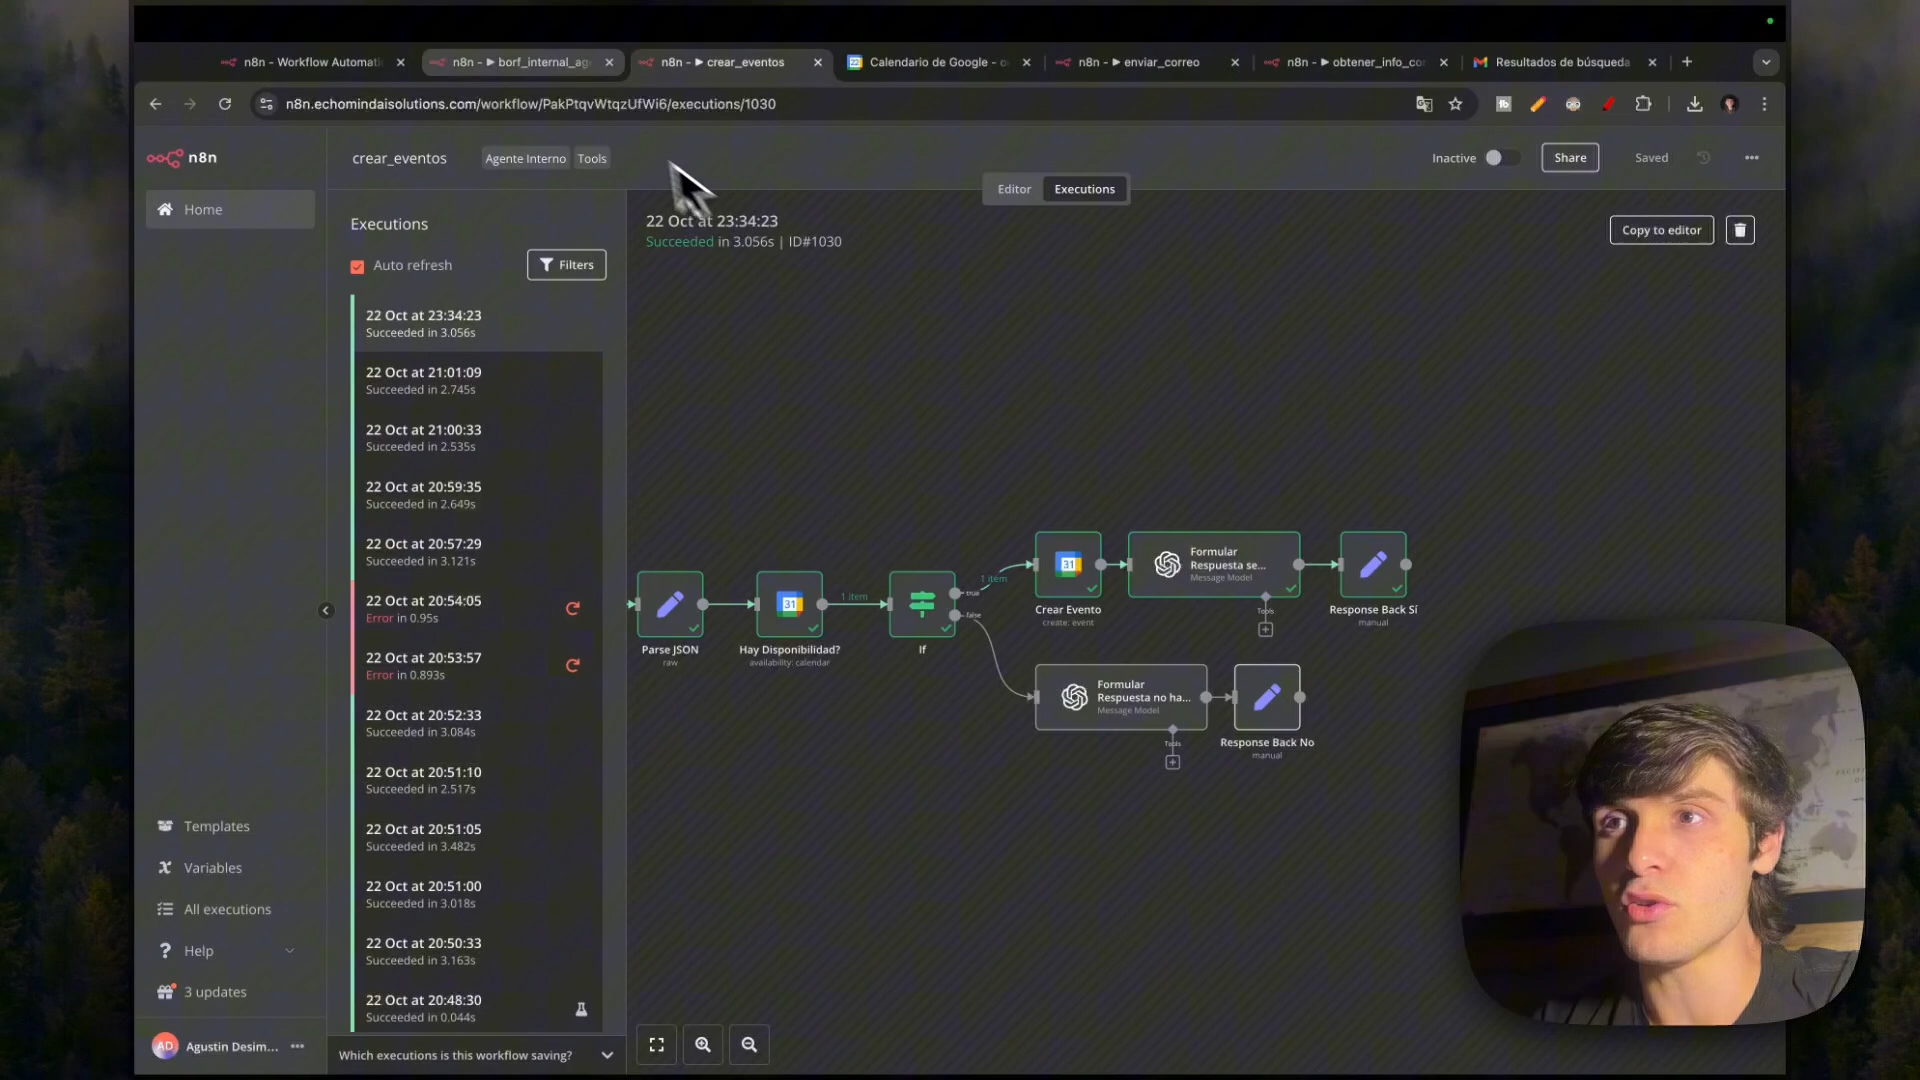 n8n - Workflow Automati
n8n - ▶ borf_internal_ag
n8n - ▶ crear_eventos
Calendario de Google - o
n8n - ▶ enviar_correo
n8n - ▶ obtener_info_co
Resultados de búsqueda
n8n.echomindaisolutions.com/workflow/PakPtqvWtqzUfWi6/executions/1030
n8n
crear_eventos
Agente Interno
Tools
Inactive
Share
Saved
Editor
Executions
Home
Executions
22 Oct at 23:34:23
Succeeded in 3.056s | ID#1030
Copy to editor
Auto refresh
Filters
22 Oct at 23:34:23
Succeeded in 3.056s
22 Oct at 21:01:09
Succeeded in 2.745s
22 Oct at 21:00:33
Succeeded in 2.535s
22 Oct at 20:59:35
Succeeded in 2.649s
22 Oct at 20:57:29
Succeeded in 3.121s
22 Oct at 20:54:05
Error in 0.95s
22 Oct at 20:53:57
Error in 0.893s
22 Oct at 20:52:33
Succeeded in 3.084s
22 Oct at 20:51:10
Succeeded in 2.517s
22 Oct at 20:51:05
Succeeded in 3.482s
22 Oct at 20:51:00
Succeeded in 3.018s
22 Oct at 20:50:33
Succeeded in 3.163s
22 Oct at 20:48:30
Succeeded in 0.044s
Which executions is this workflow saving?
Parse JSON
raw
31
Hay Disponibilidad?
availability: calendar
1 item
If
true
false
1 item
31
Crear Evento
create: event
Formular
Respuesta se...
Message Model
Tools
Response Back Sí
manual
Formular
Respuesta no ha...
Message Model
Tools
Response Back No
manual
Templates
Variables
All executions
Help
3 updates
AD
Agustin Desim...